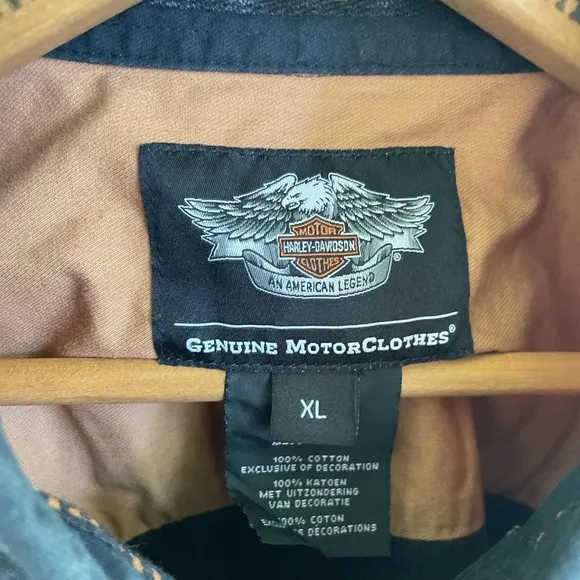 MOTOR
HARLEY-DAVIDSON
CLOTHES
®
AN AMERICAN LEGEND
GENUINE MOTORCLOTHES®
XL
100% COTTON
EXCLUSIVE OF DECORATION
100% KATOEN
MET UITZONDERING
VAN DECORATIE
100% COTON
DECORATIONS